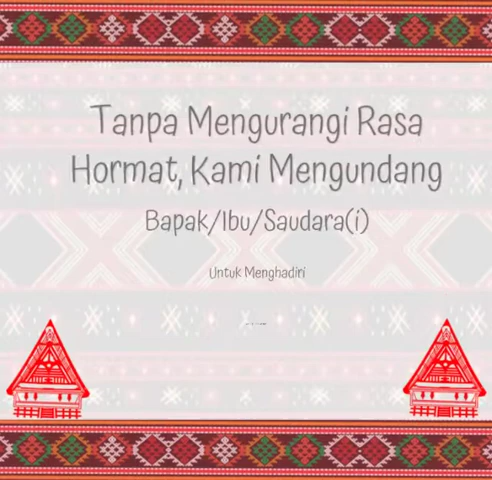 Tanpa Mengurangi Rasa
Hormat, Kami Mengundang
Bapak/Ibu/Saudara(i)
Untuk Menghadiri